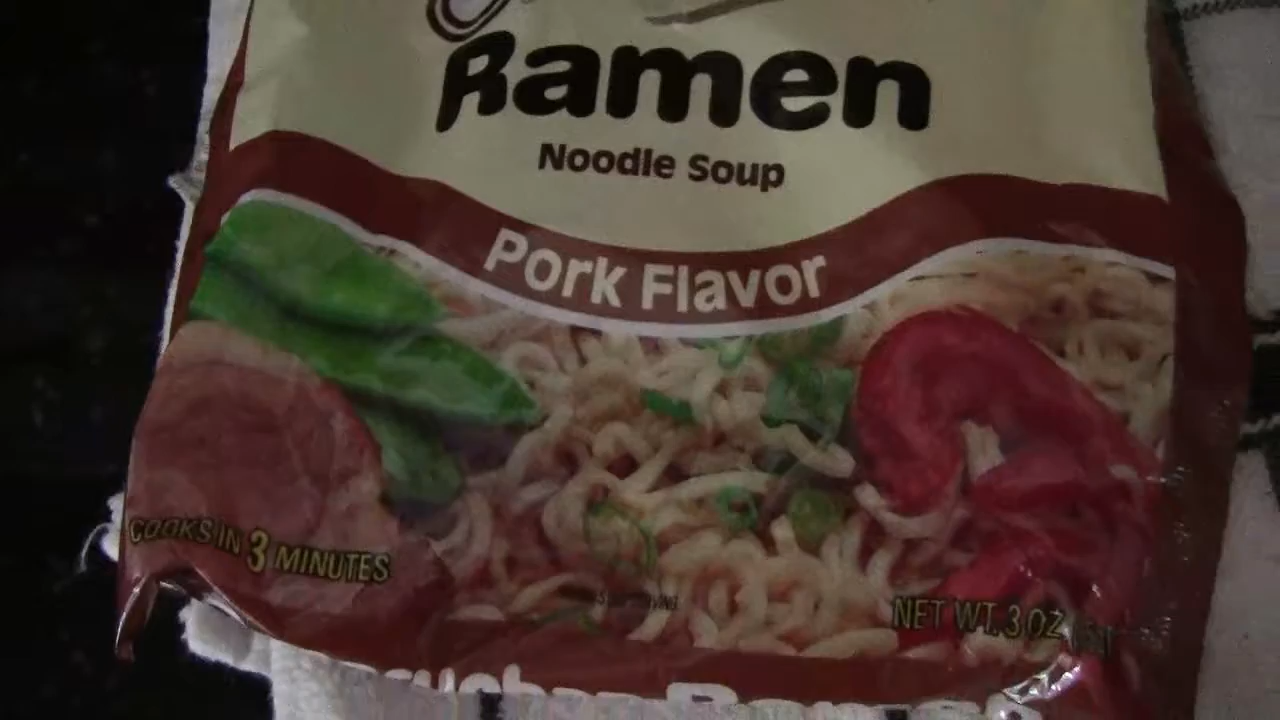 Ramen
Noodle Soup
Pork Flavor
COOKS IN 3 MINUTES
NET WT. 3 OZ